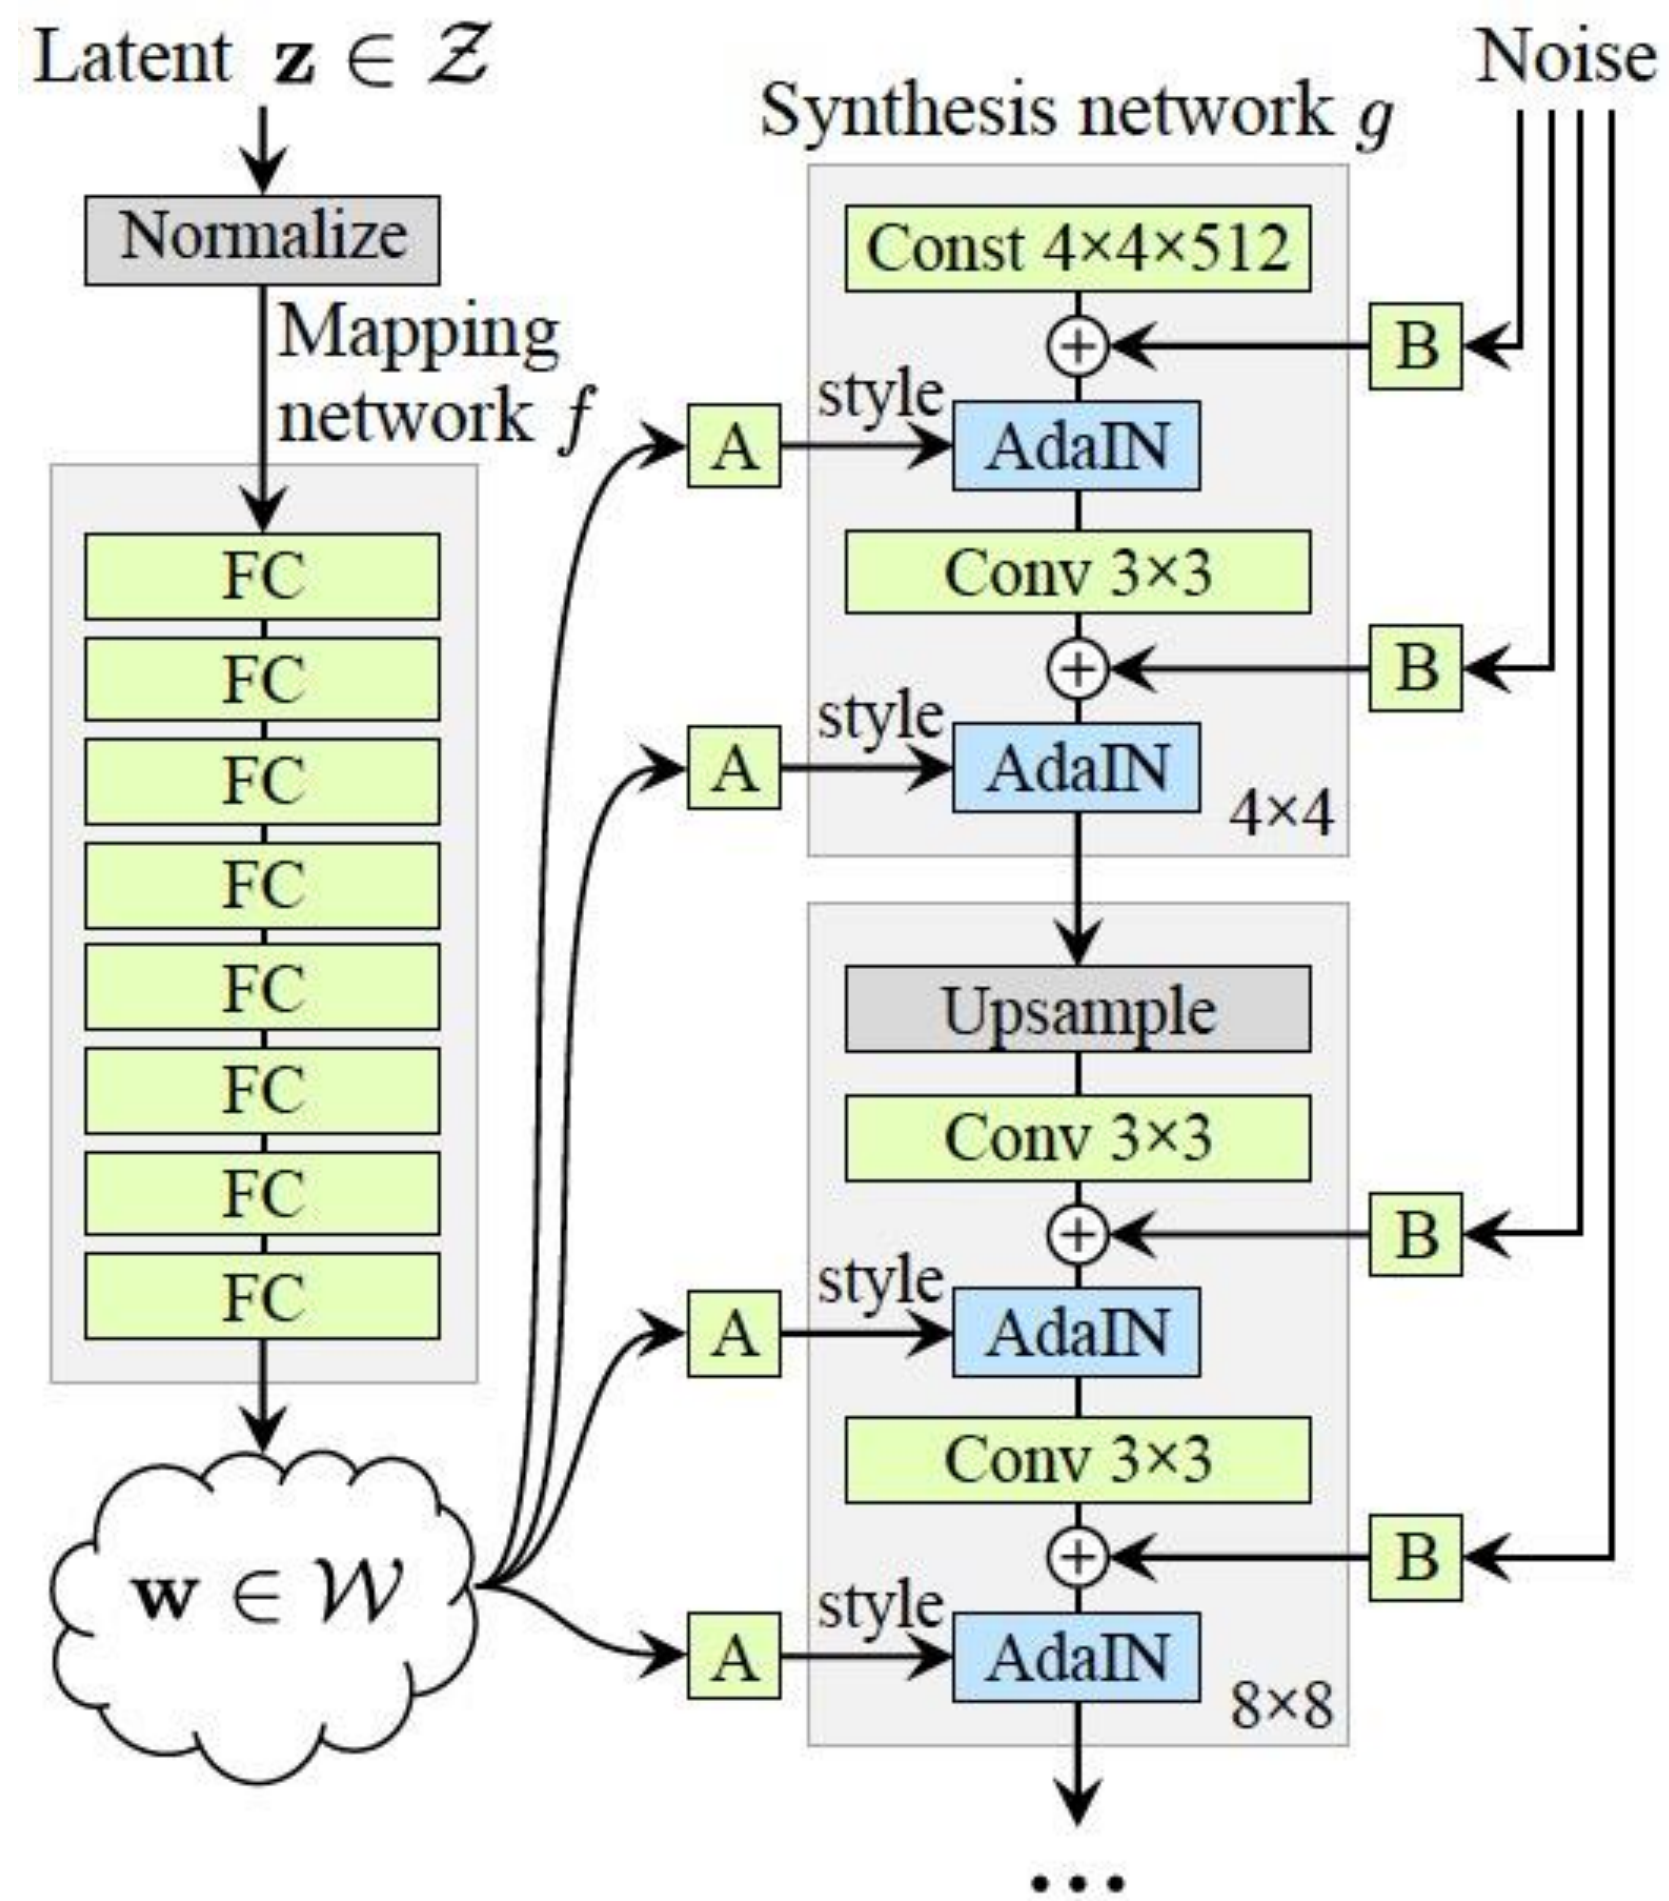 Latent z ∈ 𝒵
Normalize
Mapping
network f
FC
FC
FC
FC
FC
FC
FC
FC
w ∈ 𝒲
Synthesis network g
Noise
Const 4×4×512
+
B
style
A
AdaIN
Conv 3×3
+
B
style
A
AdaIN
4×4
Upsample
Conv 3×3
+
B
style
A
AdaIN
Conv 3×3
+
B
style
A
AdaIN
8×8
...